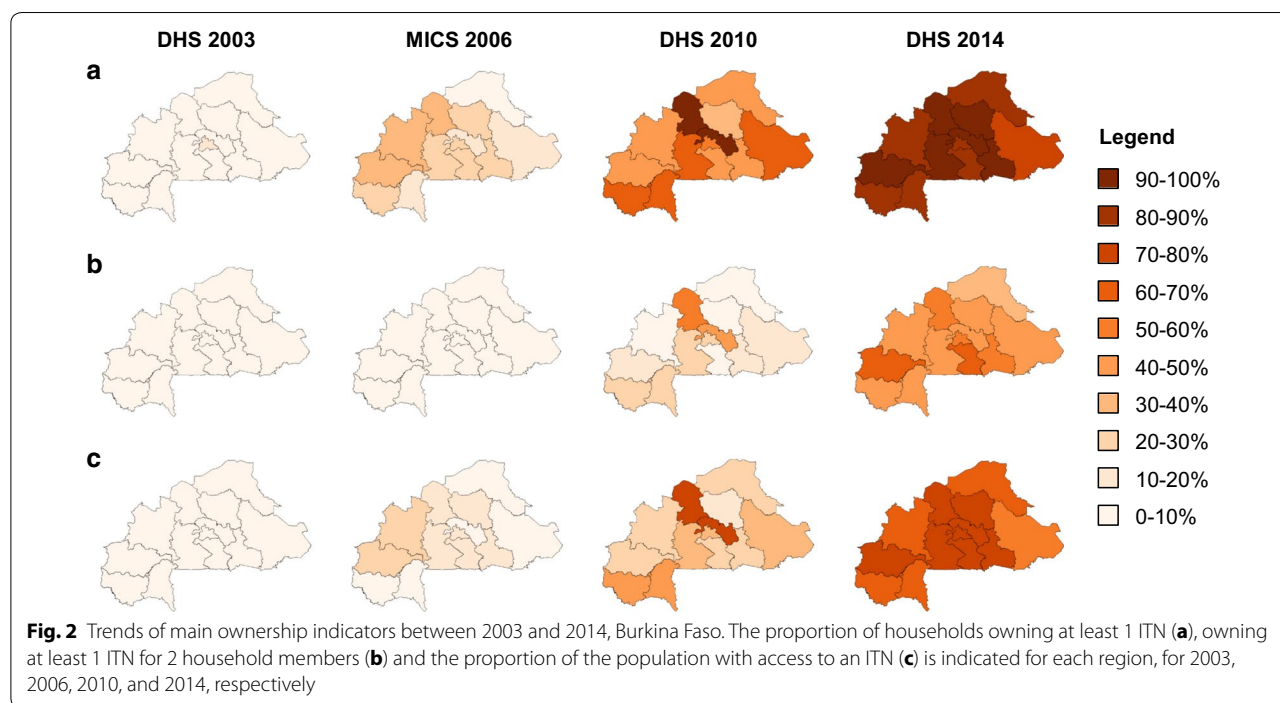 DHS 2003 MICS 2006 DHS 2010 DHS 2014
a
b
c
Legend
90-100%
80-90%
70-80%
60-70%
50-60%
40-50%
30-40%
20-30%
10-20%
0-10%
Fig. 2 Trends of main ownership indicators between 2003 and 2014, Burkina Faso. The proportion of households owning at least 1 ITN (a), owning
at least 1 ITN for 2 household members (b) and the proportion of the population with access to an ITN (c) is indicated for each region, for 2003,
2006, 2010, and 2014, respectively